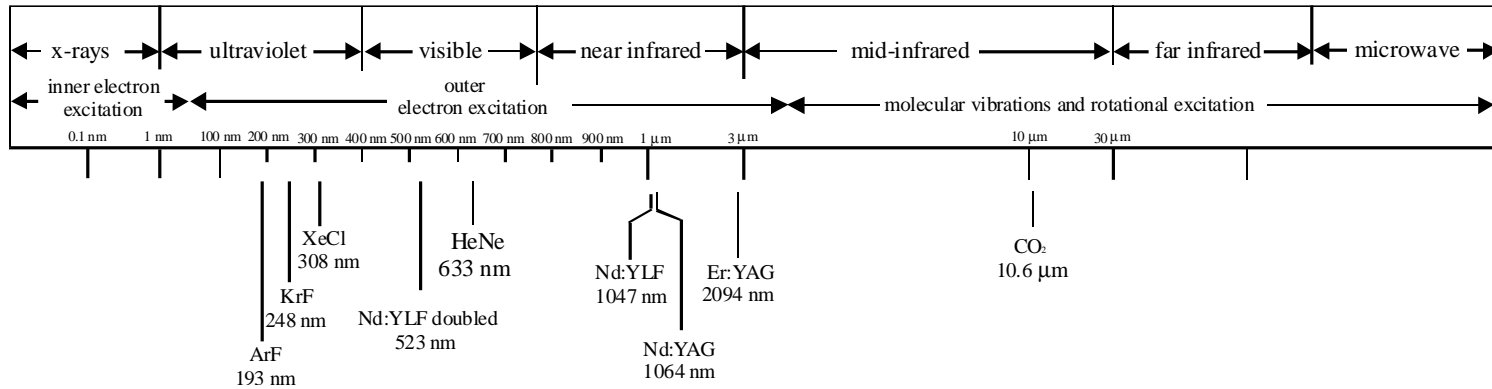 x-rays ultraviolet visible near infrared mid-infrared far infrared microwave
inner electron
excitation
outer
electron excitation
molecular vibrations and rotational excitation
0.1 nm 1 nm 100 nm 200 nm 300 nm 400 nm 500 nm 600 nm 700 nm 800 nm 900 nm 1 μm 3 μm 10 μm 30 μm
XeCl
308 nm
HeNe
633 nm
Nd:YLF
1047 nm
Er:YAG
2094 nm
CO₂
10.6 μm
KrF
248 nm
Nd:YLF doubled
523 nm
ArF
193 nm
Nd:YAG
1064 nm